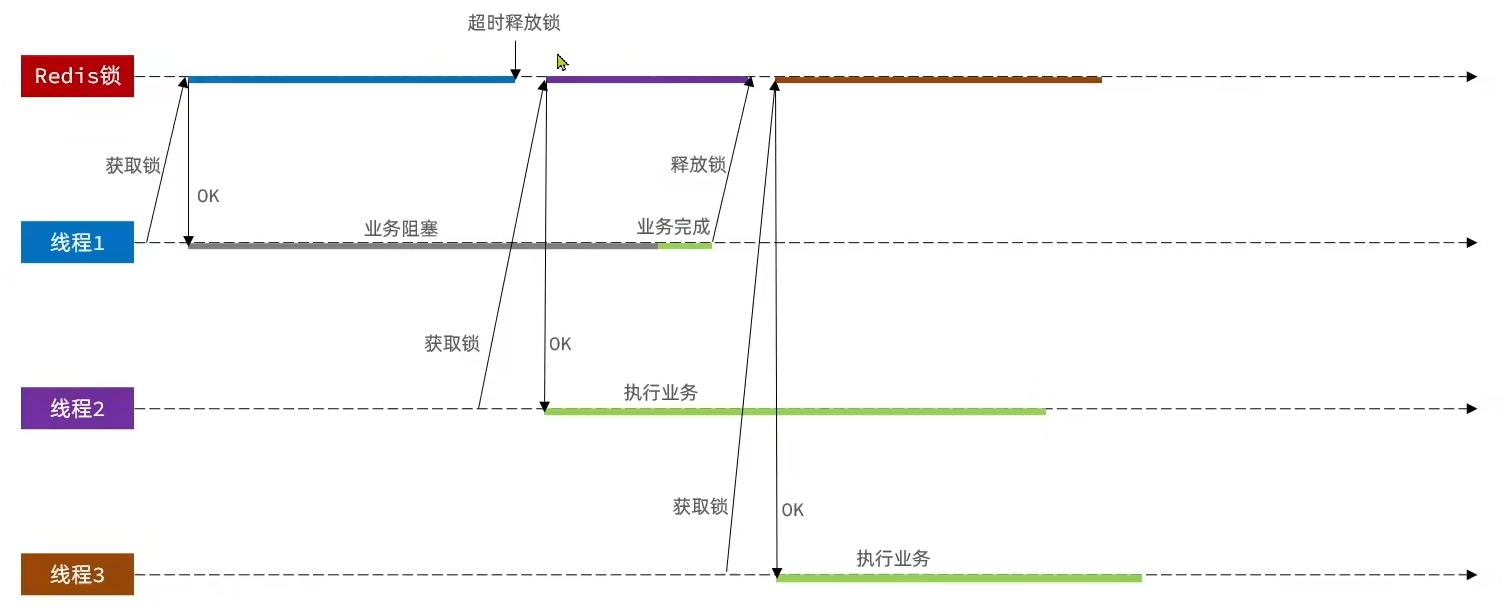 超时释放锁
Redis锁
获取锁
OK
释放锁
线程1
业务阻塞
业务完成
获取锁
OK
线程2
执行业务
获取锁
OK
线程3
执行业务